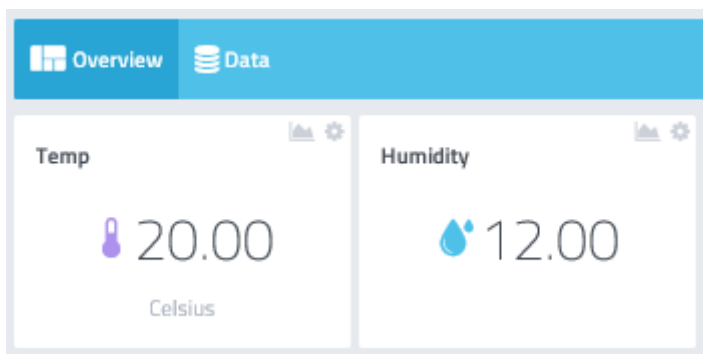 Overview
Data
Temp
20.00
Celsius
Humidity
12.00